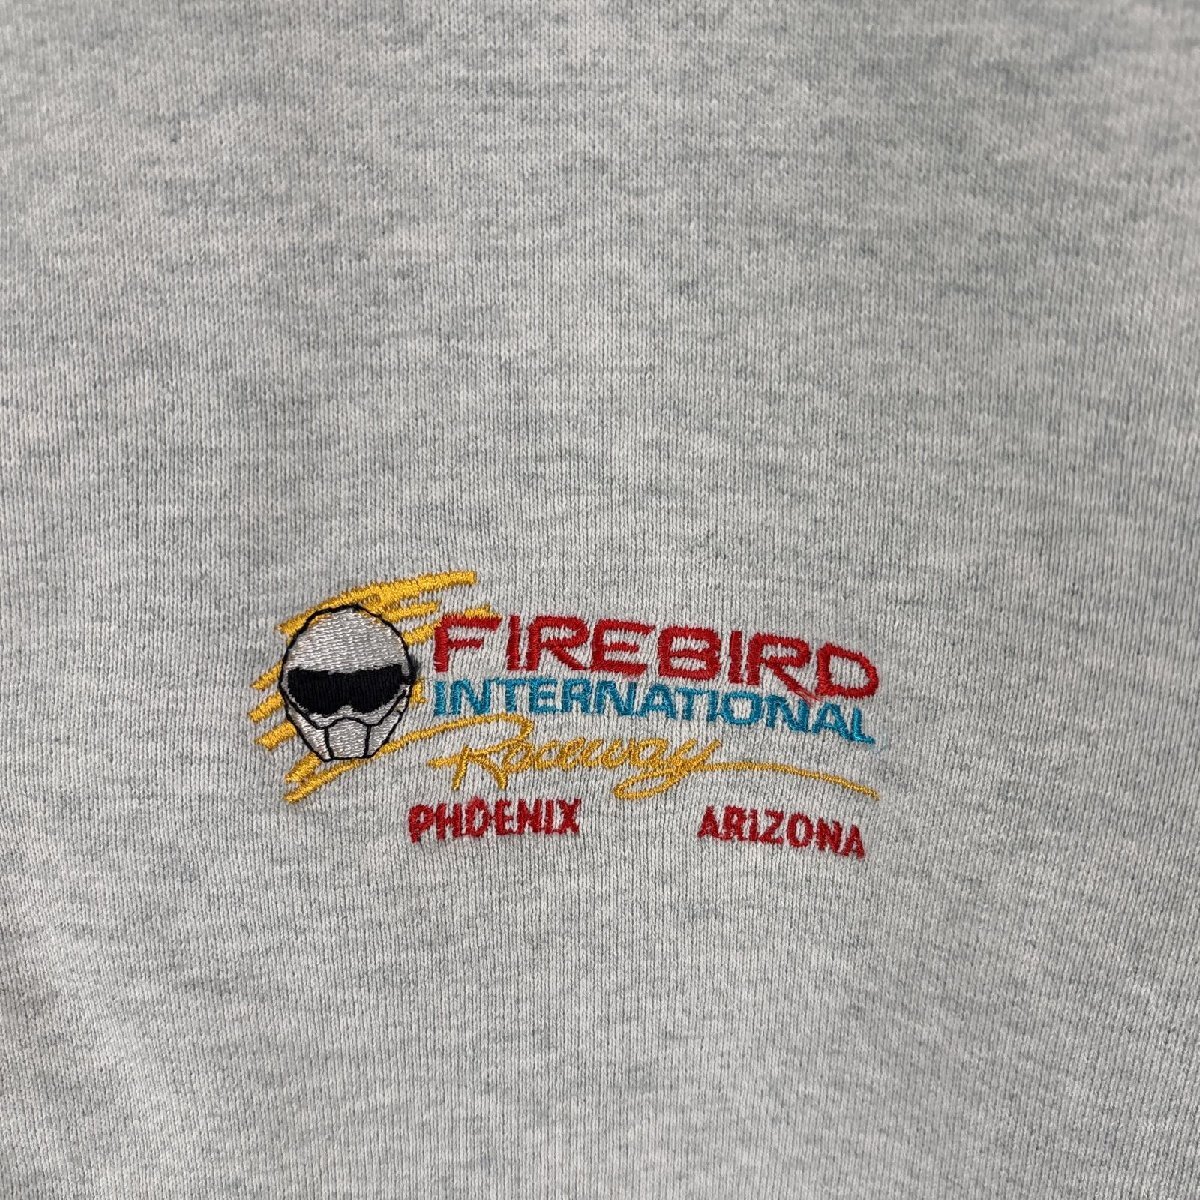 FIREBIRD
INTERNATIONAL
Raceway
PHOENIX ARIZONA